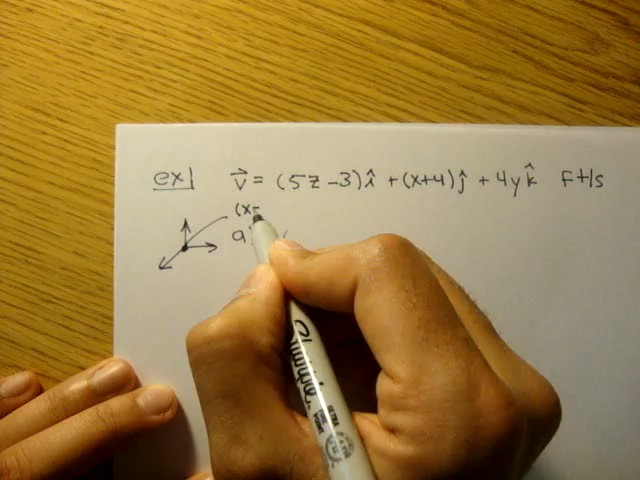 ex1 v⃗ = (5z -3)î + (x+4)ĵ + 4yk̂ ft/s
(x=
a
Sharpie.